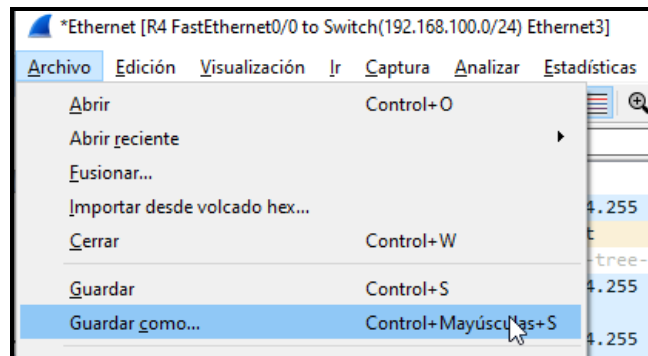 *Ethernet [R4 FastEthernet0/0 to Switch(192.168.100.0/24) Ethernet3]
Archivo Edición Visualización Ir Captura Analizar Estadísticas
Abrir Control+O
Abrir reciente
Fusionar...
Importar desde volcado hex... 4.255
Cerrar Control+W t
-tree-
Guardar Control+S 4.255
Guardar como... Control+Mayúsculas+S
4.255